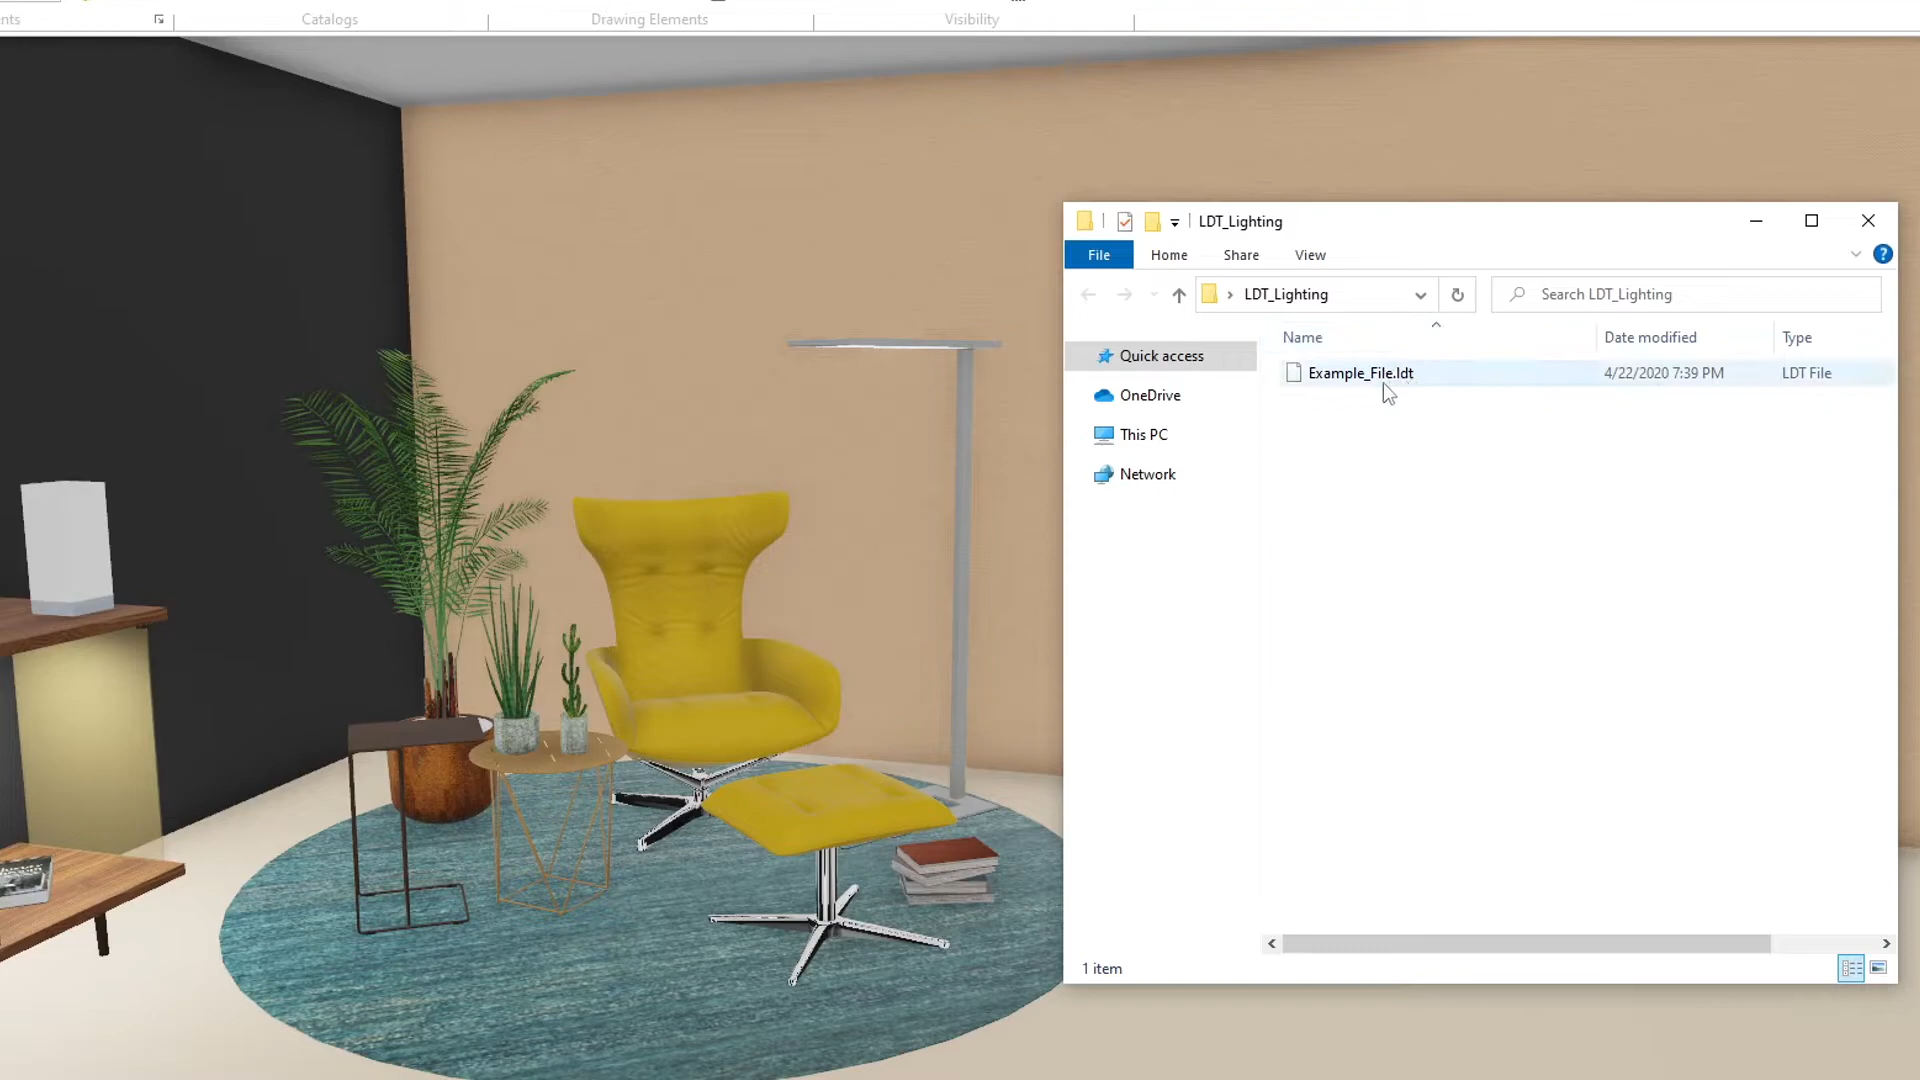 nts
Catalogs
Drawing Elements
Visibility
LDT_Lighting
File
Home
Share
View
?
LDT_Lighting
Search LDT_Lighting
Name
Date modified
Type
Quick access
Example_File.ldt
4/22/2020 7:39 PM
LDT File
OneDrive
This PC
Network
1 item